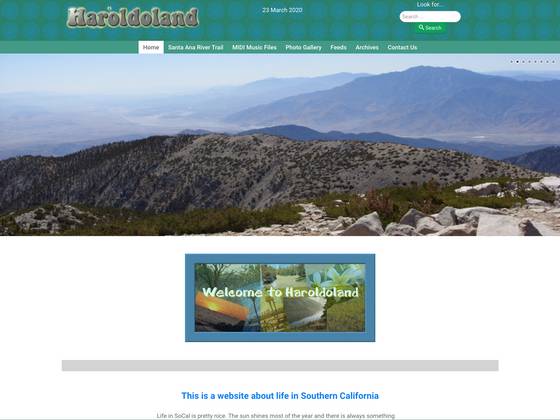 Haroldoland
23 March 2020
Look for...
Search...
Search
Home Santa Ana River Trail MIDI Music Files Photo Gallery Feeds Archives Contact Us
Welcome to Haroldoland
This is a website about life in Southern California
Life in SoCal is pretty nice. The sun shines most of the year and there is always something